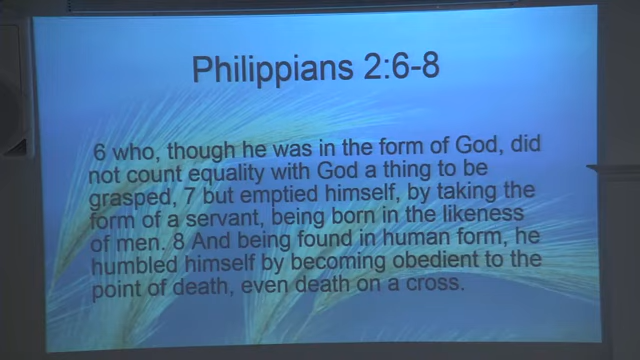 Philippians 2:6-8
6 who, though he was in the form of God, did
not count equality with God a thing to be
grasped, 7 but emptied himself, by taking the
form of a servant, being born in the likeness
of men. 8 And being found in human form, he
humbled himself by becoming obedient to the
point of death, even death on a cross.